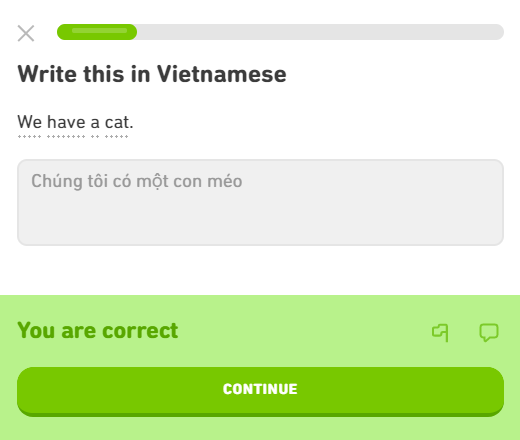 Write this in Vietnamese
We have a cat.
Chúng tôi có một con méo
You are correct
CONTINUE